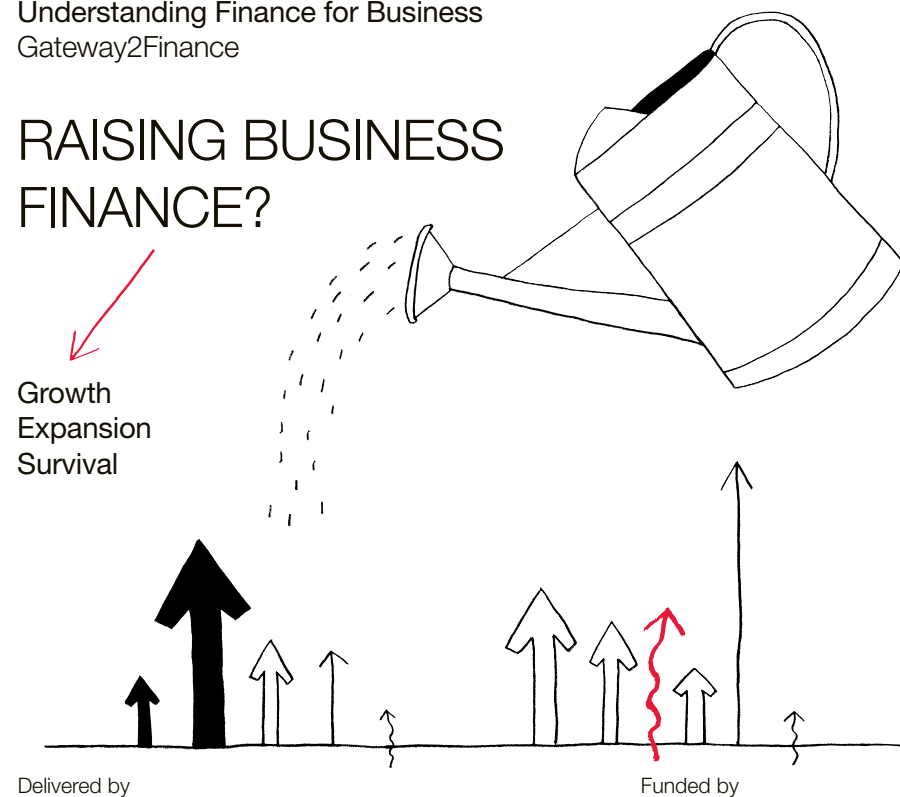 Understanding Finance for Business
Gateway2Finance
RAISING BUSINESS
FINANCE?
Growth
Expansion
Survival
Delivered by
Funded by